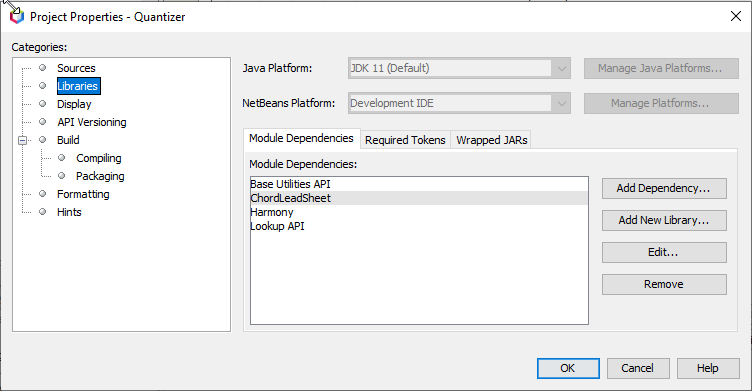 Project Properties - Quantizer
Categories:
Sources
Libraries
Display
API Versioning
Build
Compiling
Packaging
Formatting
Hints
Java Platform: JDK 11 (Default) Manage Java Platforms...
NetBeans Platform: Development IDE Manage Platforms...
Module Dependencies Required Tokens Wrapped JARs
Module Dependencies:
Base Utilities API
ChordLeadSheet
Harmony
Lookup API
Add Dependency...
Add New Library...
Edit...
Remove
OK Cancel Help